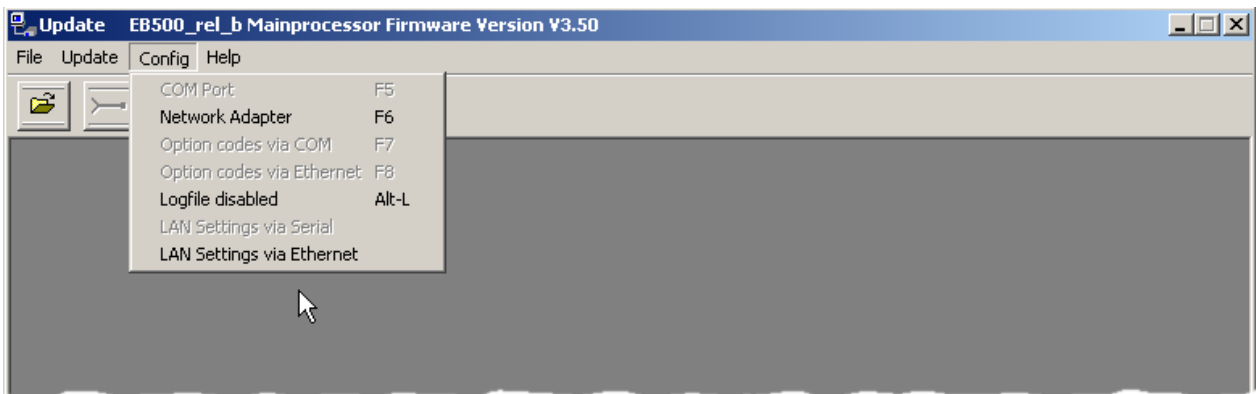 Update EB500_rel_b Mainprocessor Firmware Version V3.50
File Update Config Help
COM Port F5
Network Adapter F6
Option codes via COM F7
Option codes via Ethernet F8
Logfile disabled Alt-L
LAN Settings via Serial
LAN Settings via Ethernet